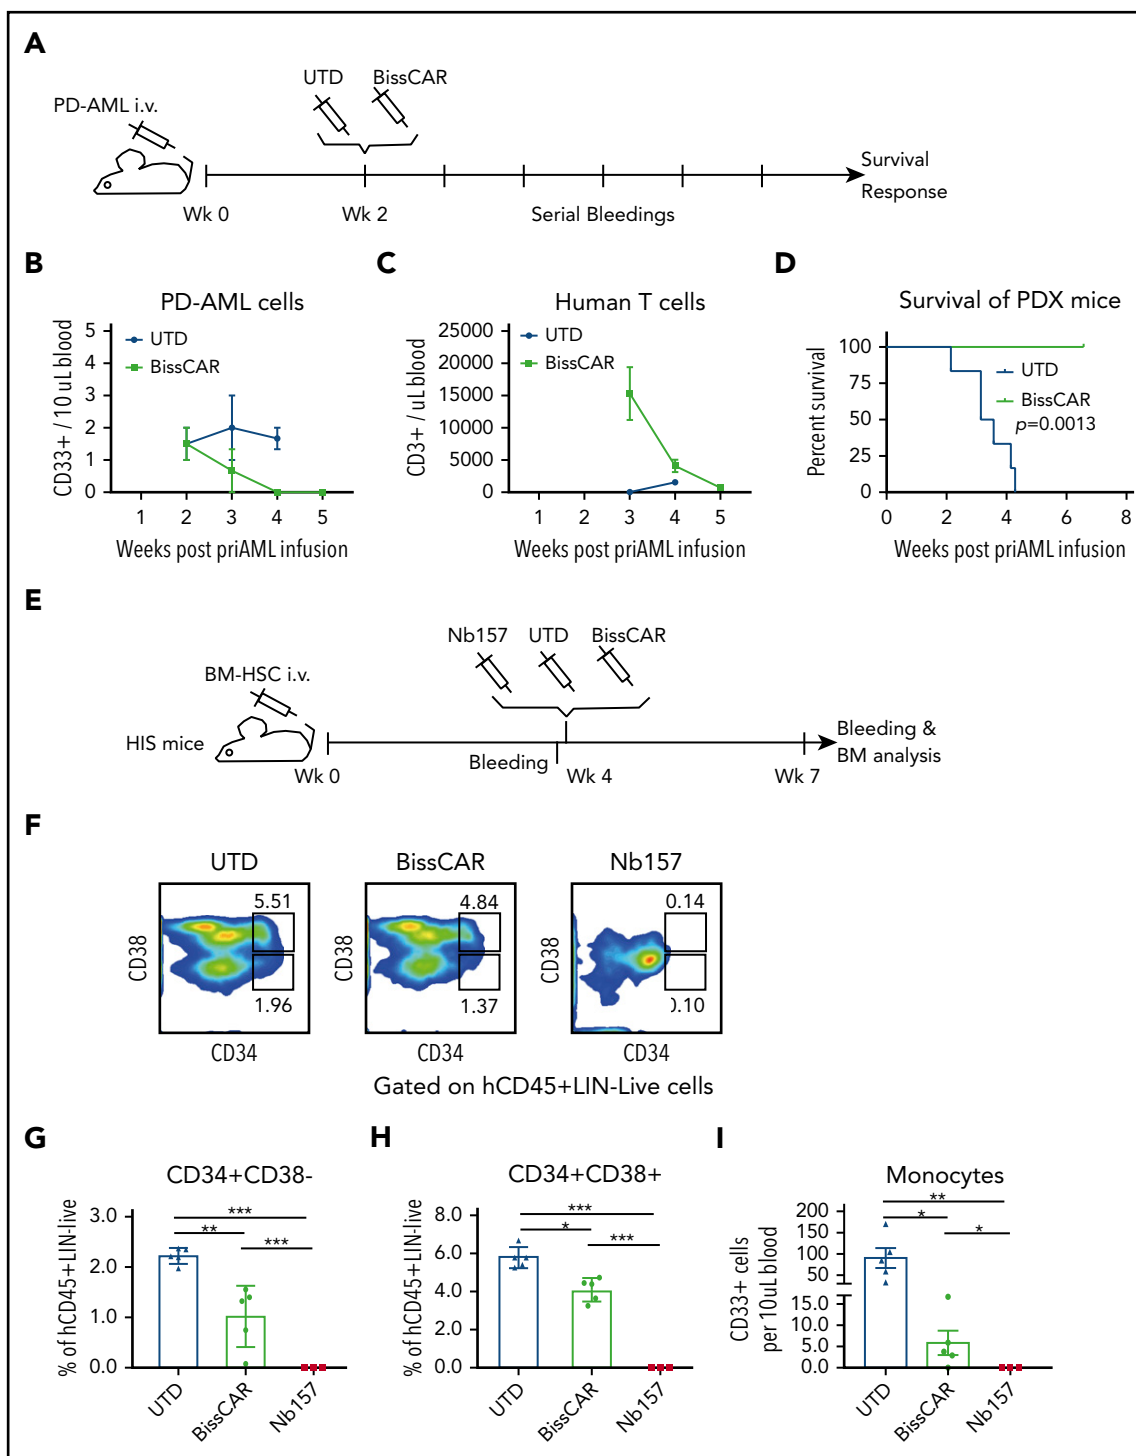 A
UTD BissCAR
PD-AML i.v.
Survival
Response
Wk 0 Wk 2 Serial Bleedings
B C D
PD-AML cells
CD33+ / 10 uL blood
5
4
3
2
1
0
UTD
BissCAR
1 2 3 4 5
Weeks post priAML infusion
Human T cells
CD3+ / uL blood
25000
20000
15000
10000
5000
0
UTD
BissCAR
1 2 3 4 5
Weeks post priAML infusion
Survival of PDX mice
Percent survival
100
75
50
25
0
UTD
BissCAR
p=0.0013
0 2 4 6 8
Weeks post priAML infusion
E
Nb157 UTD BissCAR
BM-HSC i.v.
HIS mice
Bleeding &
BM analysis
Bleeding
Wk 0 Wk 4 Wk 7
F
UTD BissCAR Nb157
CD38
5.51
1.96
CD34
CD38
4.84
1.37
CD34
CD38
0.14
0.10
CD34
Gated on hCD45+LIN-Live cells
G H I
CD34+CD38-
% of hCD45+LIN-live
3.0
2.0
1.0
0.0
***
**
***
UTD
BissCAR
Nb157
CD34+CD38+
% of hCD45+LIN-live
8.0
6.0
4.0
2.0
0.0
***
*
***
UTD
BissCAR
Nb157
Monocytes
CD33+ cells
per 10uL blood
200
150
100
50
15.0
10.0
5.0
0.0
**
*
*
UTD
BissCAR
Nb157